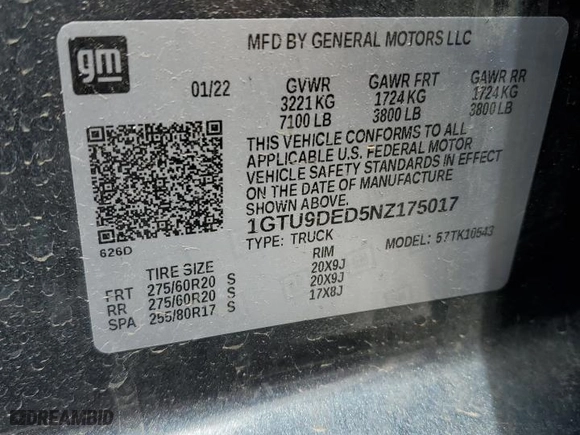 gm
MFD BY GENERAL MOTORS LLC
01/22 GVWR GAWR FRT GAWR RR
3221 KG 1724 KG 1724 KG
7100 LB 3800 LB 3800 LB
THIS VEHICLE CONFORMS TO ALL
APPLICABLE U.S. FEDERAL MOTOR
VEHICLE SAFETY STANDARDS IN EFFECT
ON THE DATE OF MANUFACTURE
SHOWN ABOVE.
1GTU9DED5NZ175017
626D TYPE: TRUCK MODEL: 57TK10543
TIRE SIZE RIM
FRT 275/60R20 S 20X9J
RR 275/60R20 S 20X9J
SPA 255/80R17 S 17X8J
DREAMBID